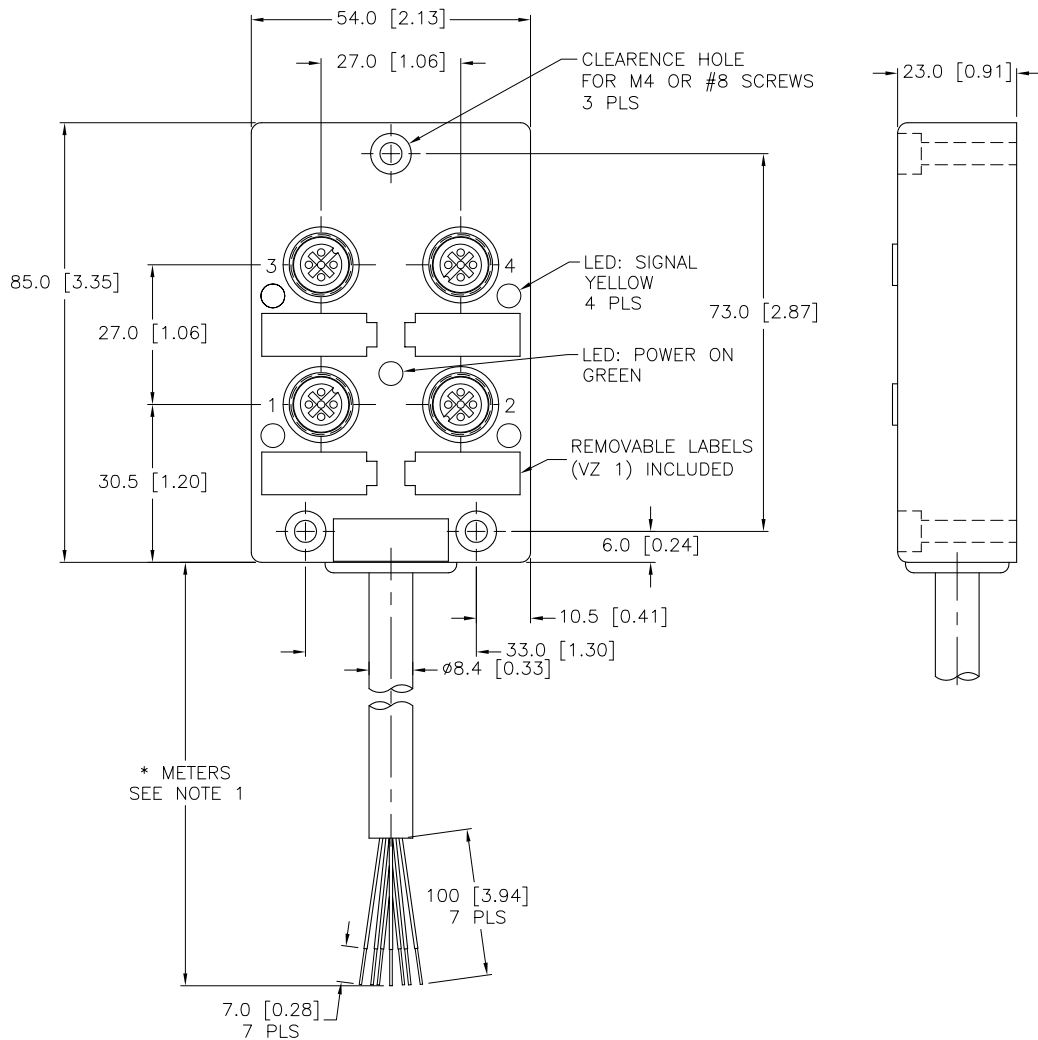 54.0 [2.13]
27.0 [1.06]
CLEARENCE HOLE
FOR M4 OR #8 SCREWS
3 PLS
23.0 [0.91]
85.0 [3.35]
3
4
LED: SIGNAL
YELLOW
4 PLS
73.0 [2.87]
27.0 [1.06]
LED: POWER ON
GREEN
1
2
REMOVABLE LABELS
(VZ 1) INCLUDED
30.5 [1.20]
6.0 [0.24]
10.5 [0.41]
33.0 [1.30]
ø8.4 [0.33]
* METERS
SEE NOTE 1
100 [3.94]
7 PLS
7.0 [0.28]
7 PLS